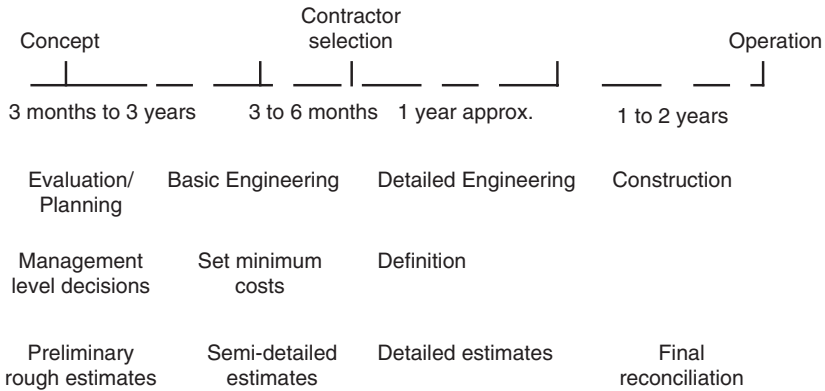 Contractor
selection
Concept
Operation
3 months to 3 years
3 to 6 months
1 year approx.
1 to 2 years
Evaluation/
Planning
Basic Engineering
Detailed Engineering
Construction
Management
level decisions
Set minimum
costs
Definition
Preliminary
rough estimates
Semi-detailed
estimates
Detailed estimates
Final
reconciliation